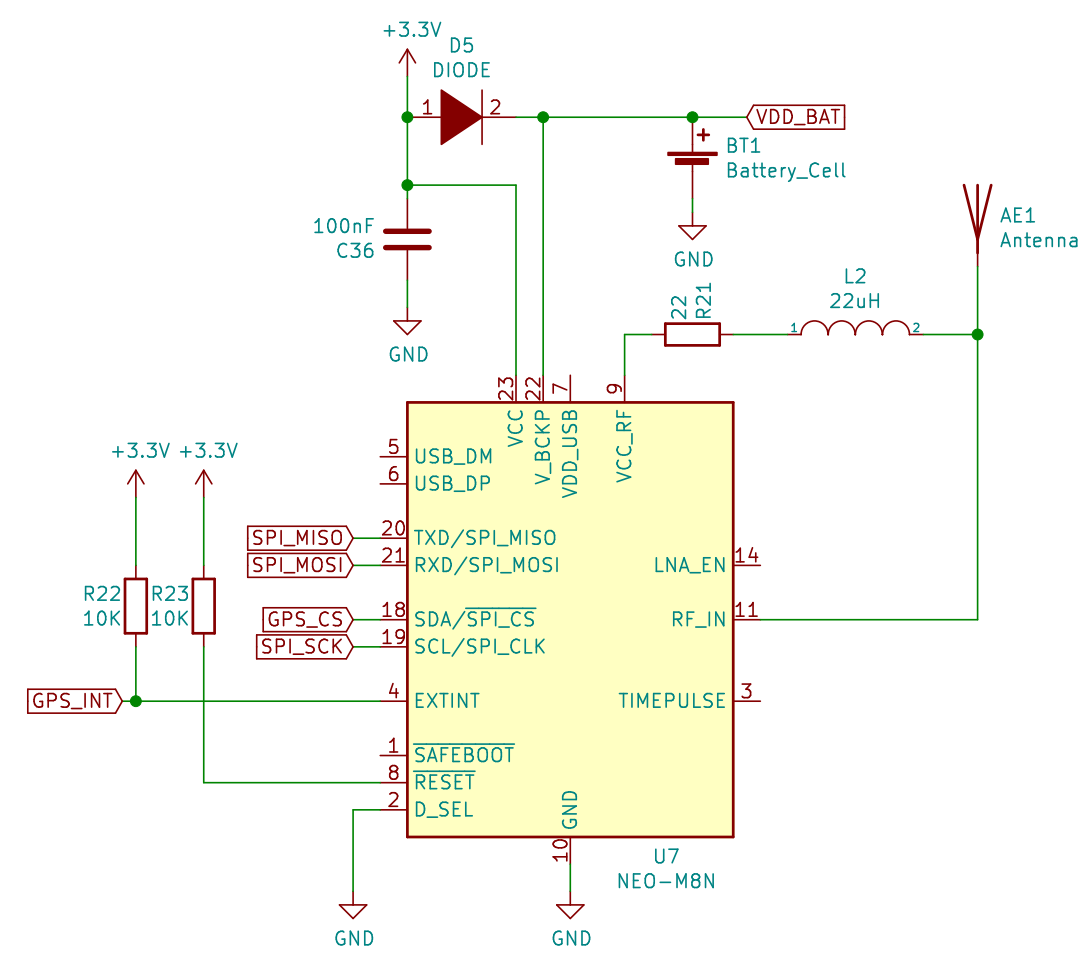 +3.3V
D5
DIODE
1
2
VDD_BAT
+
BT1
Battery_Cell
GND
100nF
C36
GND
AE1
Antenna
22
R21
L2
22uH
1
2
23
22
7
9
VCC
V_BCKP
VDD_USB
VCC_RF
+3.3V
+3.3V
5
USB_DM
6
USB_DP
SPI_MISO
20
TXD/SPI_MISO
SPI_MOSI
21
RXD/SPI_MOSI
LNA_EN
14
R22
10K
R23
10K
GPS_CS
18
SDA/SPI_CS
RF_IN
11
SPI_SCK
19
SCL/SPI_CLK
GPS_INT
4
EXTINT
TIMEPULSE
3
1
SAFEBOOT
8
RESET
2
D_SEL
GND
10
U7
NEO-M8N
GND
GND